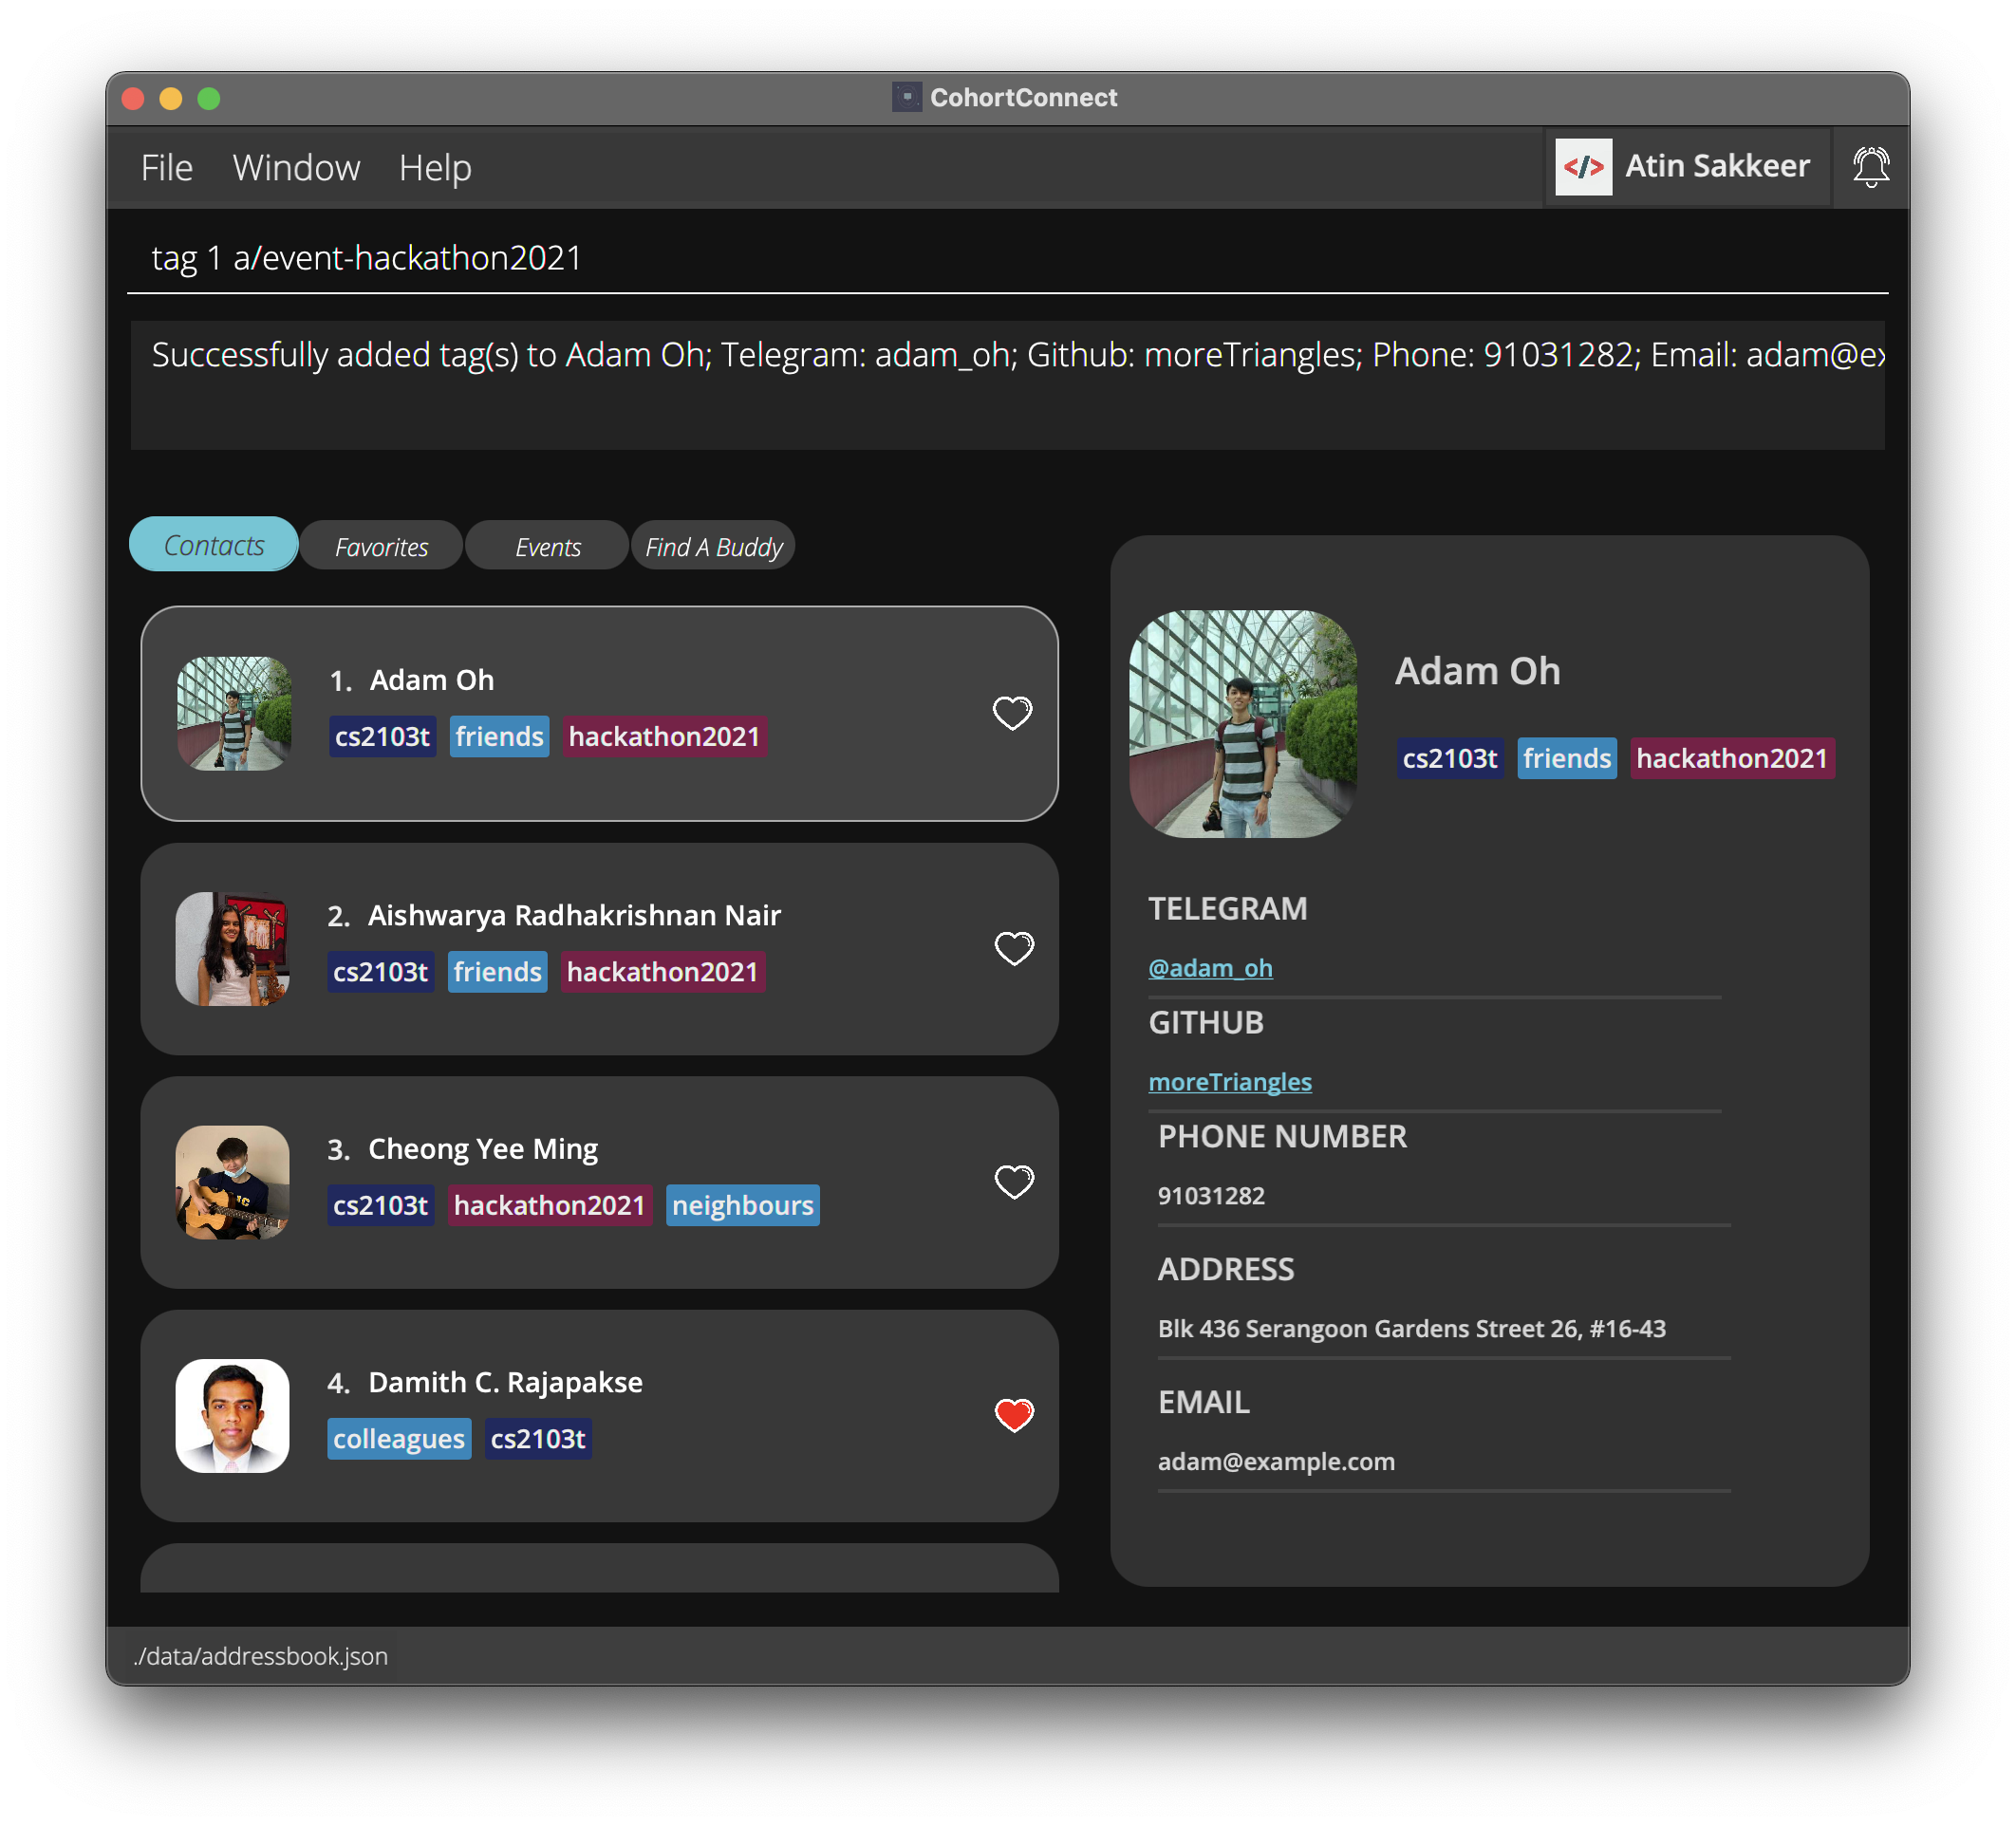 CohortConnect
File Window Help
</> Atin Sakkeer
tag 1 a/event-hackathon2021
Successfully added tag(s) to Adam Oh; Telegram: adam_oh; Github: moreTriangles; Phone: 91031282; Email: adam@ex
Contacts Favorites Events Find A Buddy
1. Adam Oh
cs2103t friends hackathon2021
2. Aishwarya Radhakrishnan Nair
cs2103t friends hackathon2021
3. Cheong Yee Ming
cs2103t hackathon2021 neighbours
4. Damith C. Rajapakse
colleagues cs2103t
Adam Oh
cs2103t friends hackathon2021
TELEGRAM
@adam_oh
GITHUB
moreTriangles
PHONE NUMBER
91031282
ADDRESS
Blk 436 Serangoon Gardens Street 26, #16-43
EMAIL
adam@example.com
./data/addressbook.json